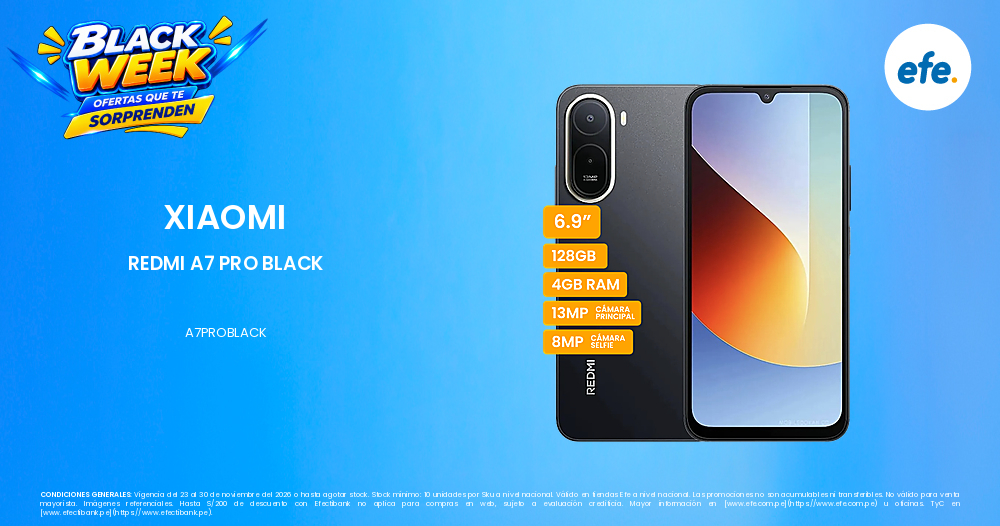 BLACK
WEEK
OFERTAS QUE TE
SORPRENDEN
efe.
XIAOMI
REDMI A7 PRO BLACK
A7PROBLACK
13MP
6.9”
128GB
4GB RAM
13MP CÁMARA PRINCIPAL
8MP CÁMARA SELFIE
REDMI
CONDICIONES GENERALES: Vigencia del 23 al 30 de noviembre del 2026 o hasta agotar stock. Stock mínimo: 10 unidades por Sku a nivel nacional. Válido en tiendas Efe a nivel nacional. Las promociones no son acumulables ni transferibles. No válido para venta
mayorista. Imágenes referenciales. Hasta S/200 de descuento con Efectibank no aplica para compras en web, sujeto a evaluación crediticia. Mayor información en [www.efe.com.pe](https://www.efe.com.pe) u oficinas. TyC en
[www.efectibank.pe](https://www.efectibank.pe).